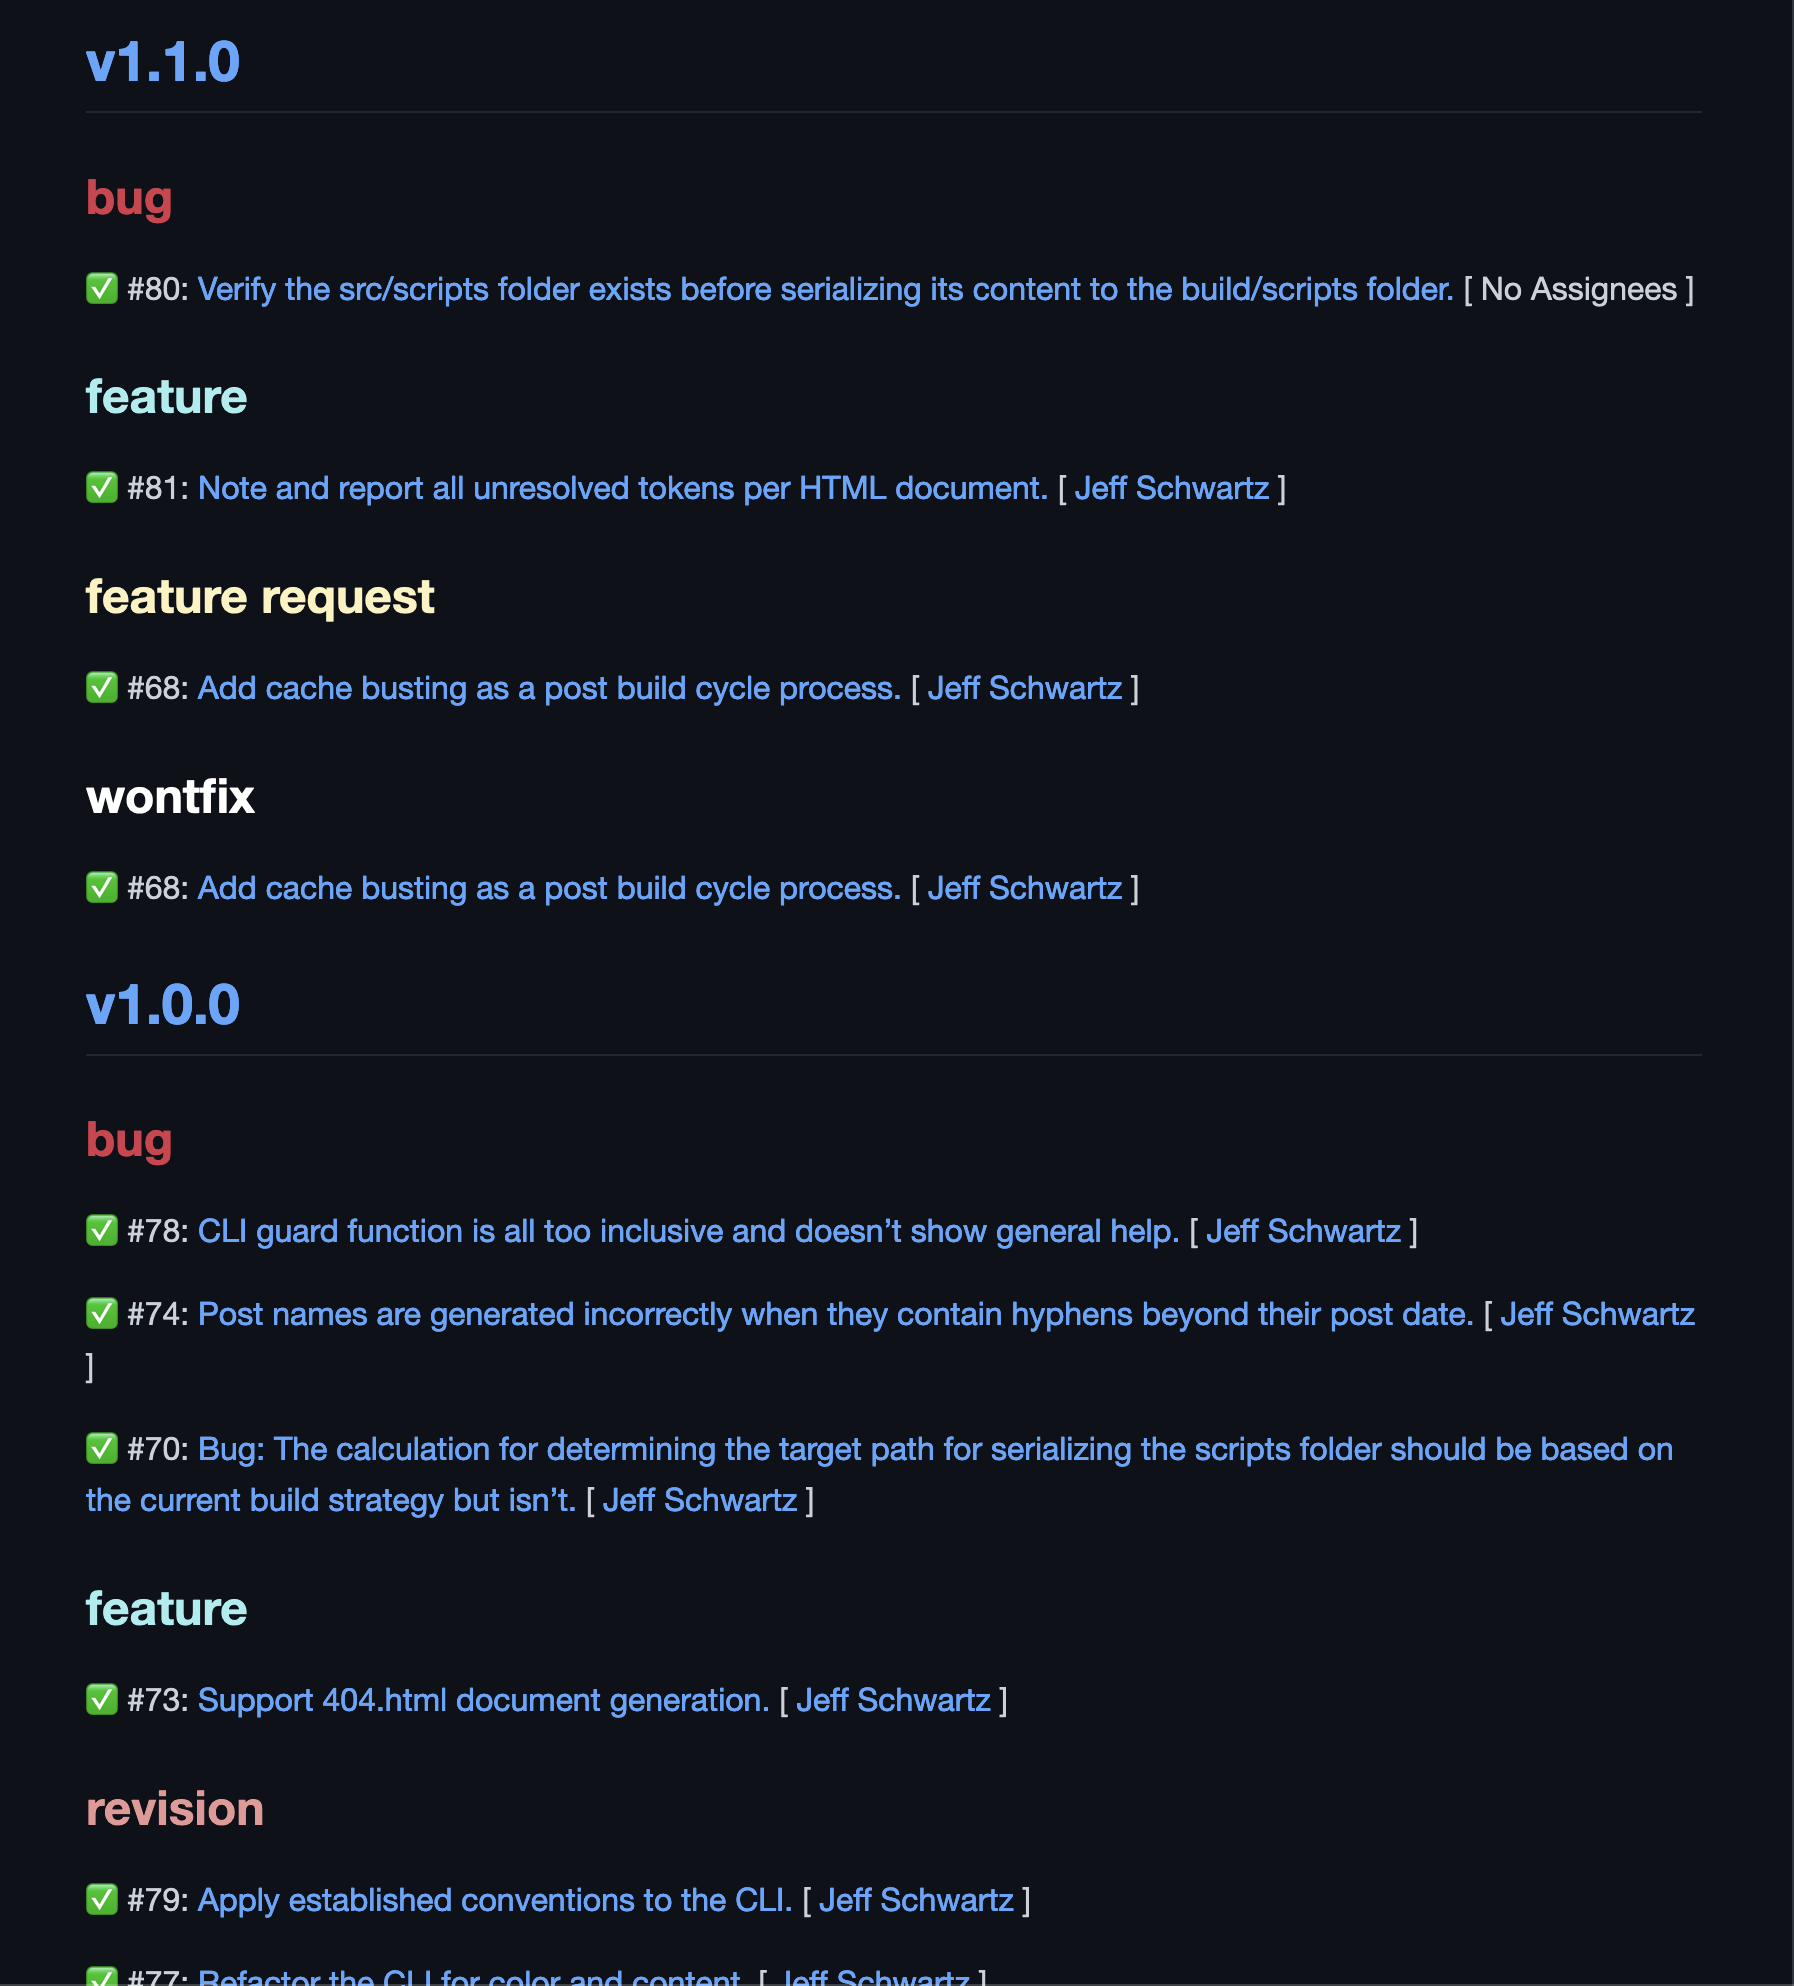 v1.1.0
bug
✅ #80: Verify the src/scripts folder exists before serializing its content to the build/scripts folder. [ No Assignees ]
feature
✅ #81: Note and report all unresolved tokens per HTML document. [ Jeff Schwartz ]
feature request
✅ #68: Add cache busting as a post build cycle process. [ Jeff Schwartz ]
wontfix
✅ #68: Add cache busting as a post build cycle process. [ Jeff Schwartz ]
v1.0.0
bug
✅ #78: CLI guard function is all too inclusive and doesn’t show general help. [ Jeff Schwartz ]
✅ #74: Post names are generated incorrectly when they contain hyphens beyond their post date. [ Jeff Schwartz
]
✅ #70: Bug: The calculation for determining the target path for serializing the scripts folder should be based on
the current build strategy but isn’t. [ Jeff Schwartz ]
feature
✅ #73: Support 404.html document generation. [ Jeff Schwartz ]
revision
✅ #79: Apply established conventions to the CLI. [ Jeff Schwartz ]
✅ #77: Refactor the CLI for color and content. [ Jeff Schwartz ]